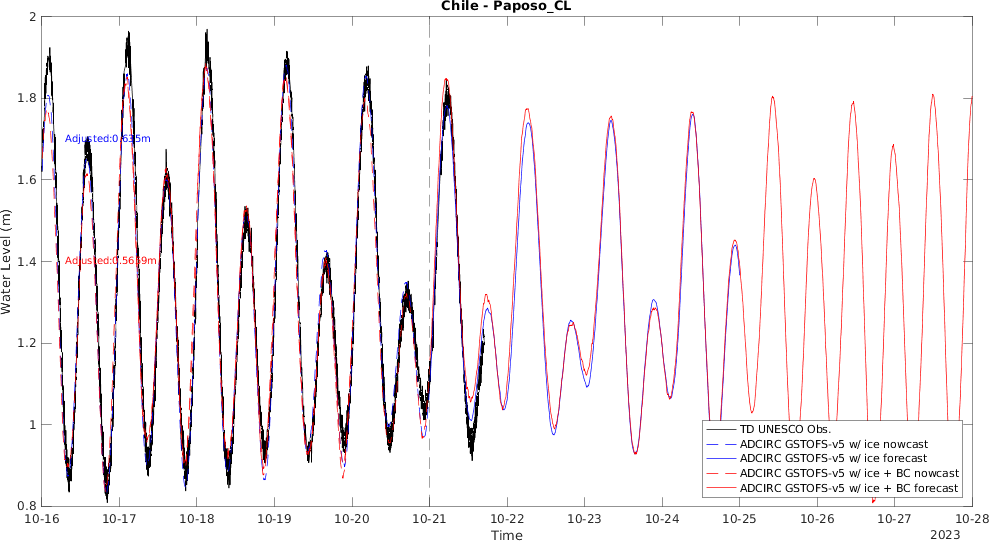 Chile - Paposo_CL
2
1.8
1.6
1.4
1.2
1
0.8
Water Level (m)
Adjusted:0.635m
Adjusted:0.5659m
TD UNESCO Obs.
ADCIRC GSTOFS-v5 w/ ice nowcast
ADCIRC GSTOFS-v5 w/ ice forecast
ADCIRC GSTOFS-v5 w/ ice + BC nowcast
ADCIRC GSTOFS-v5 w/ ice + BC forecast
10-16 10-17 10-18 10-19 10-20 10-21 10-22 10-23 10-24 10-25 10-26 10-27 10-28
Time
2023